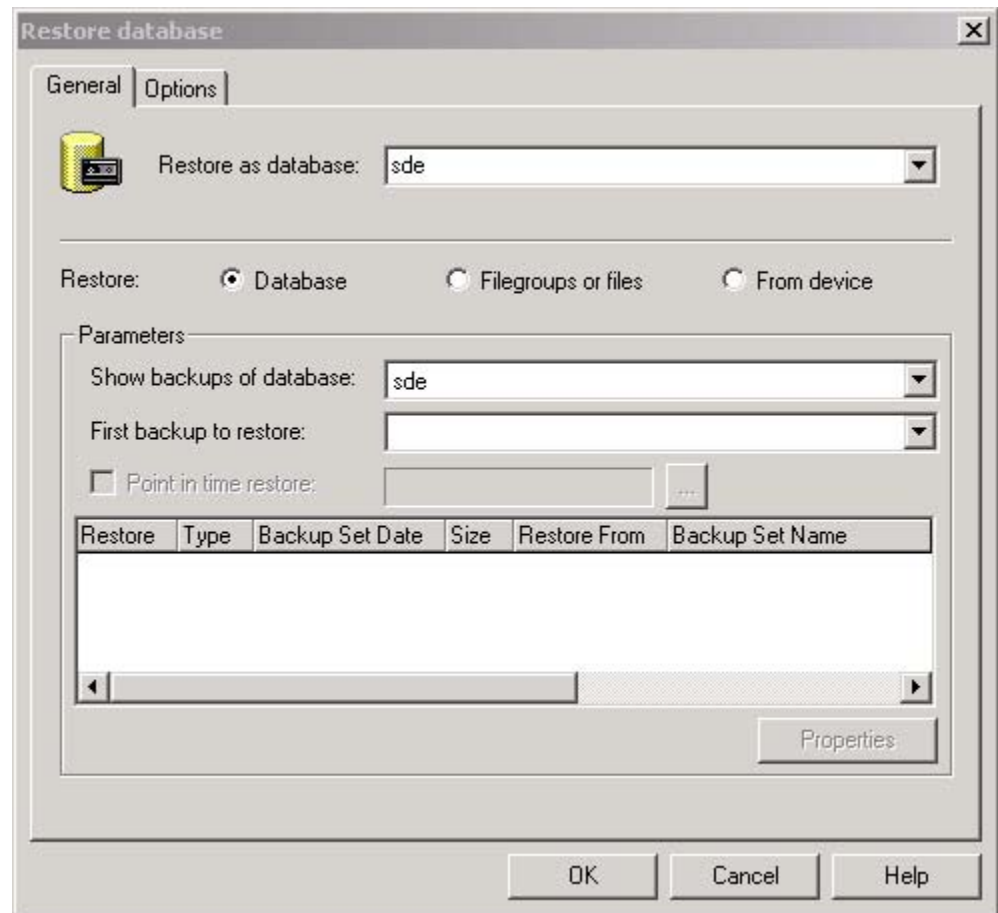 Restore database
General Options
Restore as database: sde
Restore: Database Filegroups or files From device
Parameters
Show backups of database: sde
First backup to restore:
Point in time restore: ...
Restore Type Backup Set Date Size Restore From Backup Set Name
Properties
OK Cancel Help